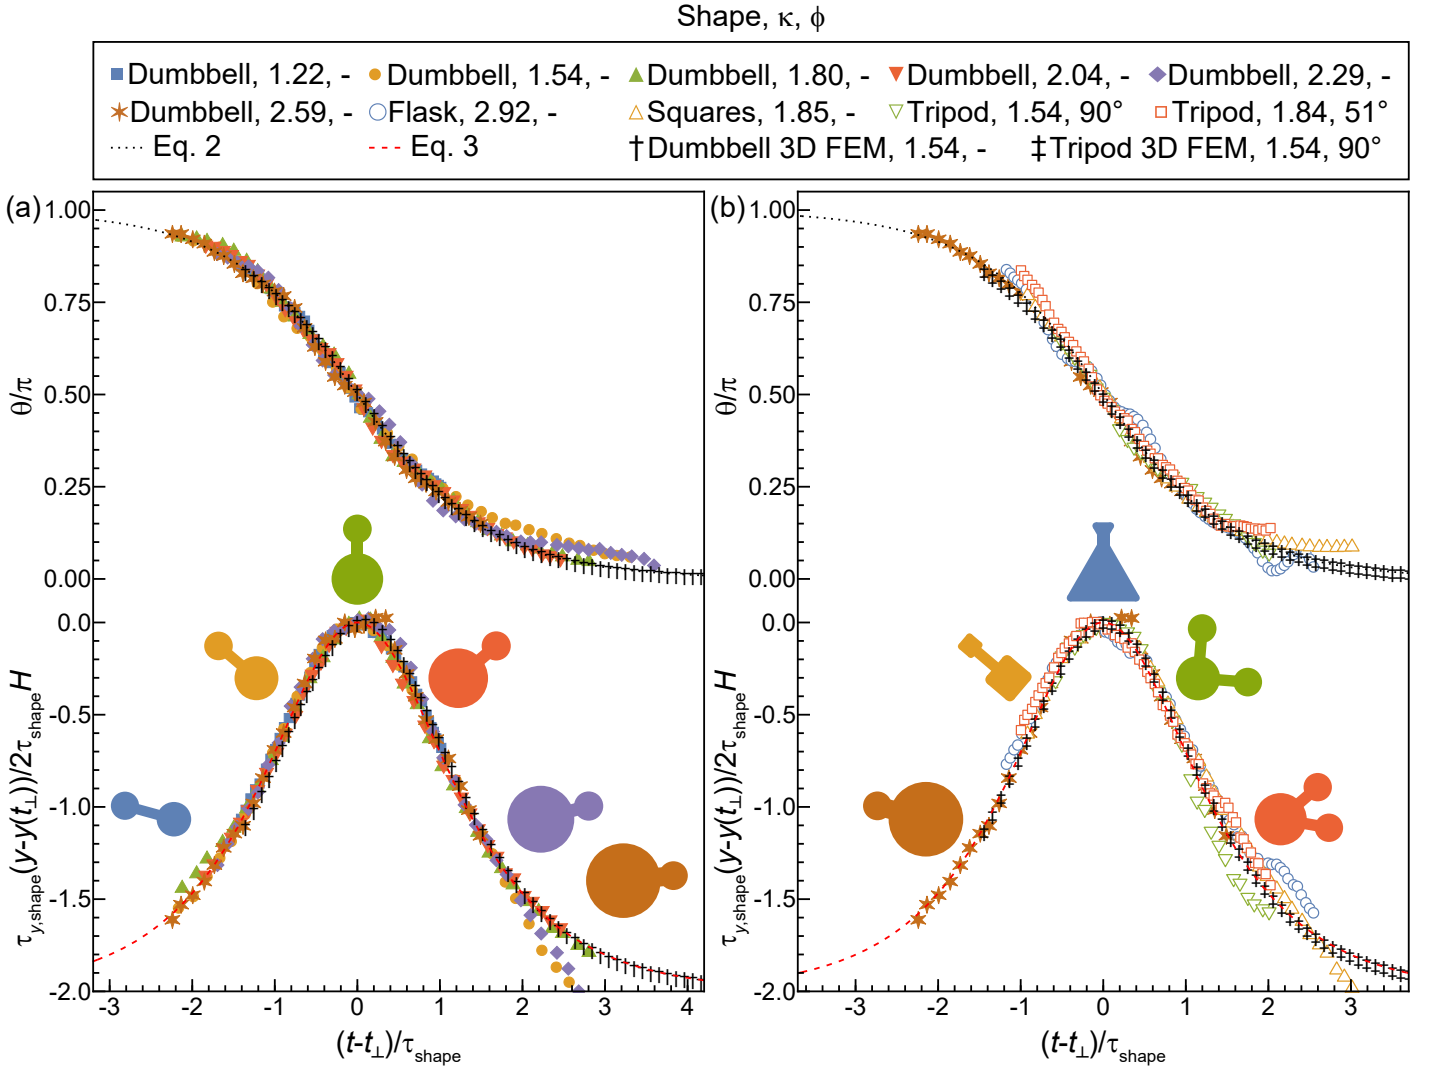 Shape, κ, ϕ
Dumbbell, 1.22, - Dumbbell, 1.54, - Dumbbell, 1.80, - Dumbbell, 2.04, - Dumbbell, 2.29, -
Dumbbell, 2.59, - Flask, 2.92, - Squares, 1.85, - Tripod, 1.54, 90° Tripod, 1.84, 51°
Eq. 2 Eq. 3 †Dumbbell 3D FEM, 1.54, - ‡Tripod 3D FEM, 1.54, 90°
(a)
1.00
0.75
0.50
0.25
0.00
θ/π
0.0
-0.5
-1.0
-1.5
-2.0
τy,shape(y-y(t⊥))/2τshapeH
-3 -2 -1 0 1 2 3 4
(t-t⊥)/τshape
(b)
1.00
0.75
0.50
0.25
0.00
θ/π
0.0
-0.5
-1.0
-1.5
-2.0
τy,shape(y-y(t⊥))/2τshapeH
-3 -2 -1 0 1 2 3
(t-t⊥)/τshape